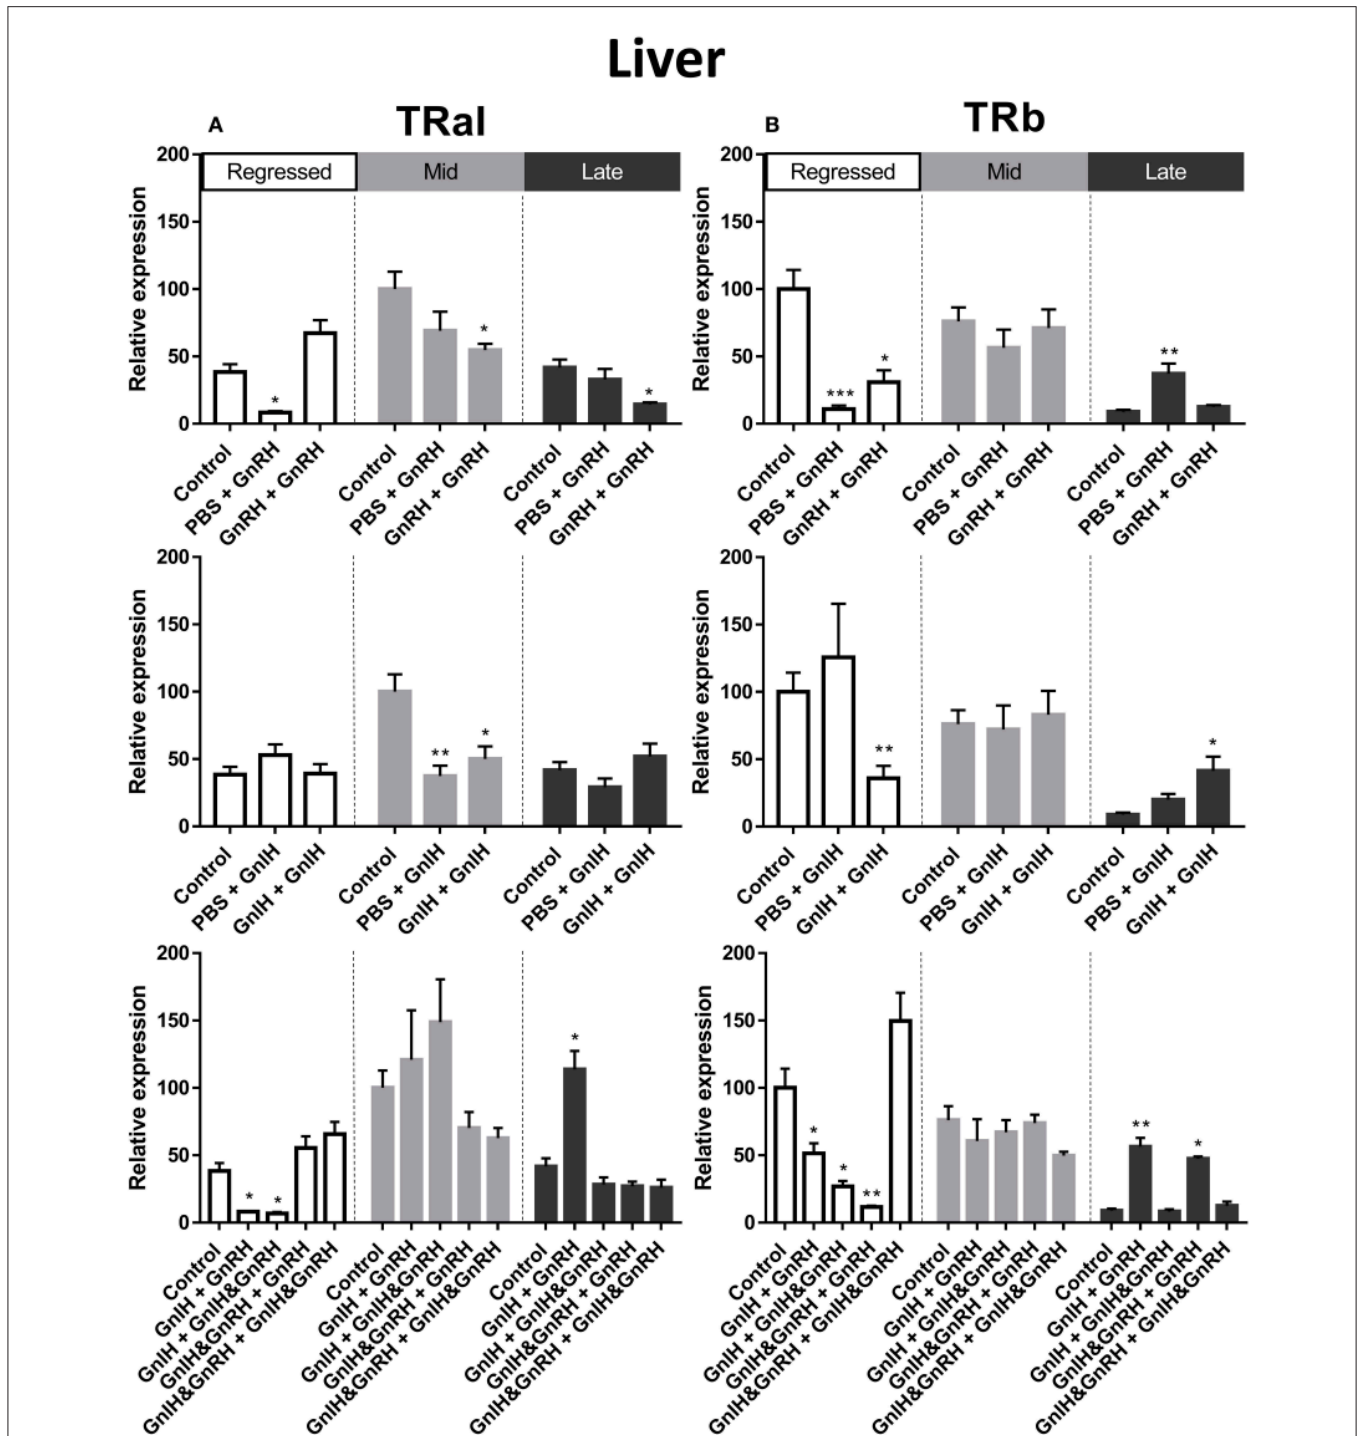 Liver
A TRaI
Regressed Mid Late
Relative expression
200
150
100
50
0
*
*
*
Control
PBS + GnRH
GnRH + GnRH
Control
PBS + GnRH
GnRH + GnRH
Control
PBS + GnRH
GnRH + GnRH
B TRb
Regressed Mid Late
Relative expression
200
150
100
50
0
***
*
**
Control
PBS + GnRH
GnRH + GnRH
Control
PBS + GnRH
GnRH + GnRH
Control
PBS + GnRH
GnRH + GnRH
Relative expression
200
150
100
50
0
**
*
Control
PBS + GnIH
GnIH + GnIH
Control
PBS + GnIH
GnIH + GnIH
Control
PBS + GnIH
GnIH + GnIH
Relative expression
200
150
100
50
0
**
*
Control
PBS + GnIH
GnIH + GnIH
Control
PBS + GnIH
GnIH + GnIH
Control
PBS + GnIH
GnIH + GnIH
Relative expression
200
150
100
50
0
*
*
*
Control
GnIH + GnRH
GnIH + GnIH&GnRH
GnIH&GnRH + GnRH
GnIH&GnRH + GnIH&GnRH
Control
GnIH + GnRH
GnIH + GnIH&GnRH
GnIH&GnRH + GnRH
GnIH&GnRH + GnIH&GnRH
Control
GnIH + GnRH
GnIH + GnIH&GnRH
GnIH&GnRH + GnRH
GnIH&GnRH + GnIH&GnRH
Relative expression
200
150
100
50
0
*
*
**
**
*
Control
GnIH + GnRH
GnIH + GnIH&GnRH
GnIH&GnRH + GnRH
GnIH&GnRH + GnIH&GnRH
Control
GnIH + GnRH
GnIH + GnIH&GnRH
GnIH&GnRH + GnRH
GnIH&GnRH + GnIH&GnRH
Control
GnIH + GnRH
GnIH + GnIH&GnRH
GnIH&GnRH + GnRH
GnIH&GnRH + GnIH&GnRH